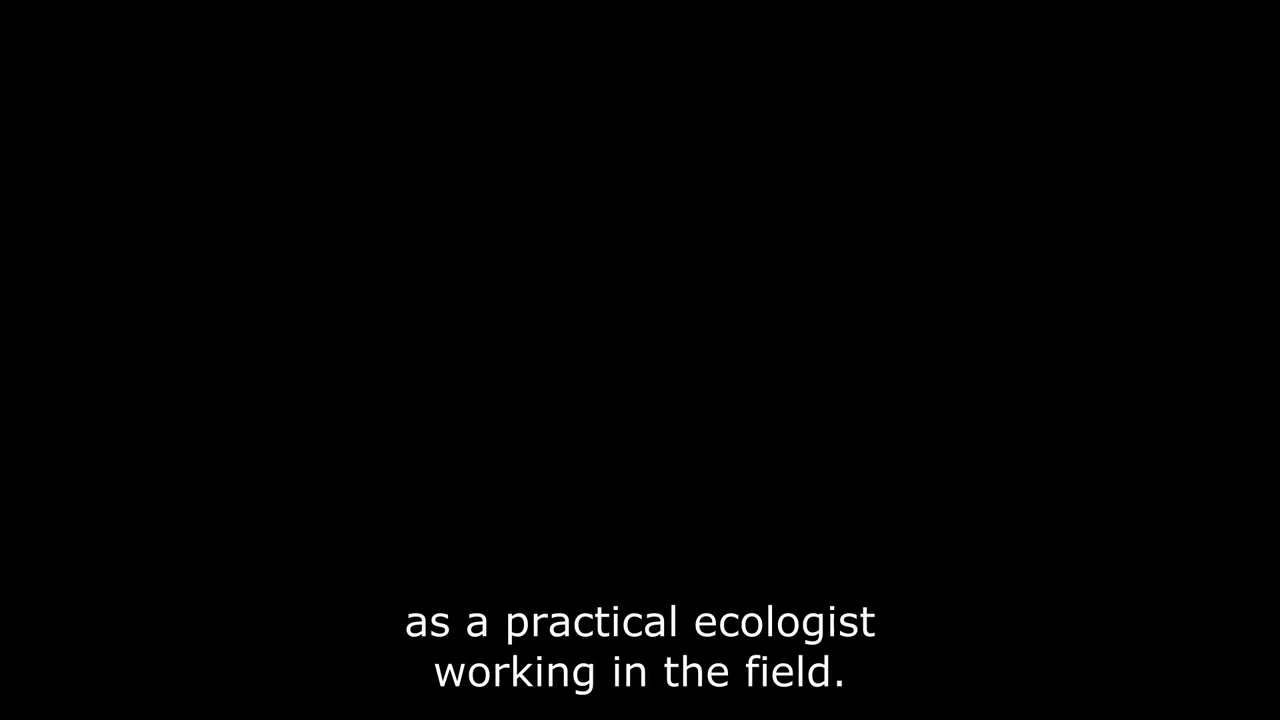 as a practical ecologist
working in the field.